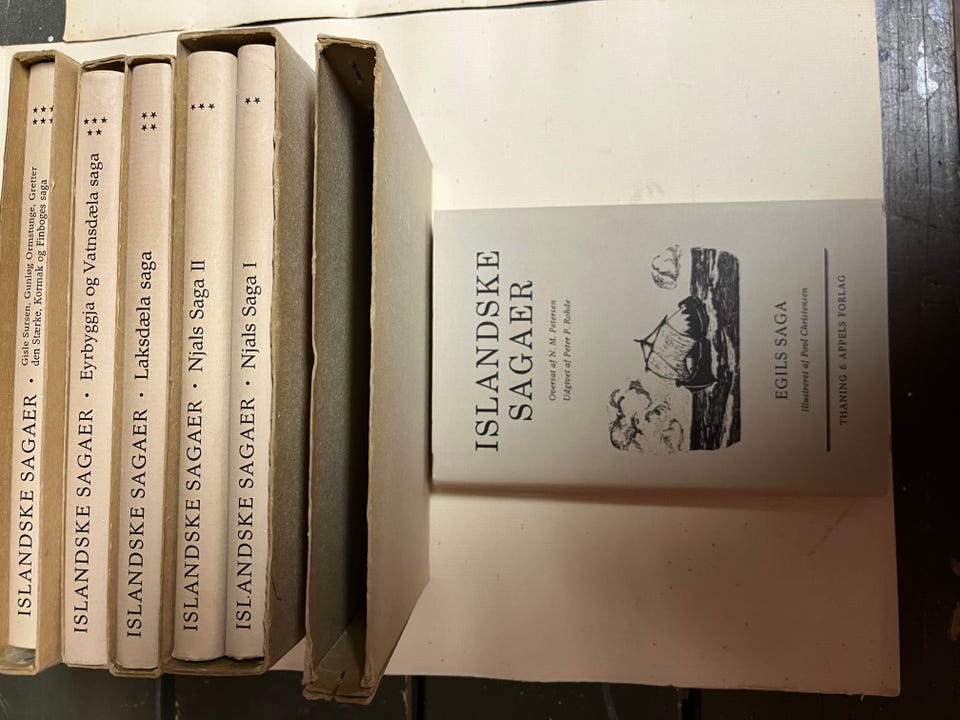 ISLANDSKE SAGAER • Gisle Sursen, Gunløg Ormstunge, Gretter
den Stærke, Kormak og Finboges saga
ISLANDSKE SAGAER • Eyrbyggja og Vatnsdæla saga
ISLANDSKE SAGAER • Laksdæla saga
ISLANDSKE SAGAER • Njals Saga II
ISLANDSKE SAGAER • Njals Saga I
ISLANDSKE
SAGAER
Oversat af N. M. Petersen
Udgivet af Peter P. Rohde
EGILS SAGA
Illustreret af Povl Christensen
THANING & APPELS FORLAG